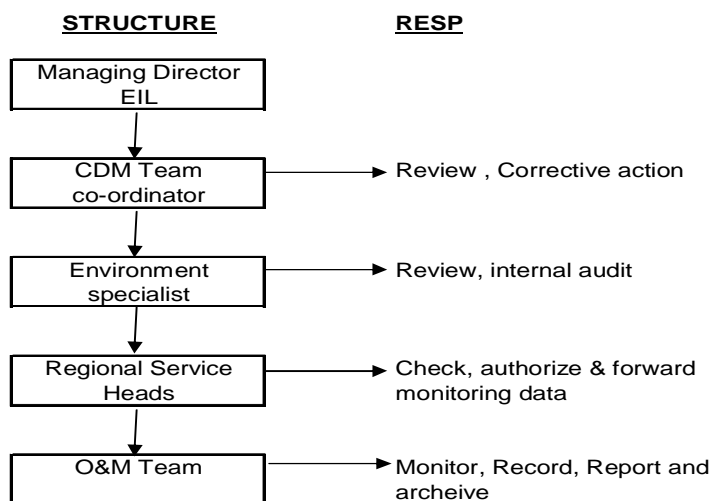 STRUCTURE RESP
Managing Director
EIL
CDM Team
co-ordinator
Review , Corrective action
Environment
specialist
Review, internal audit
Regional Service
Heads
Check, authorize & forward
monitoring data
O&M Team
Monitor, Record, Report and
archeive